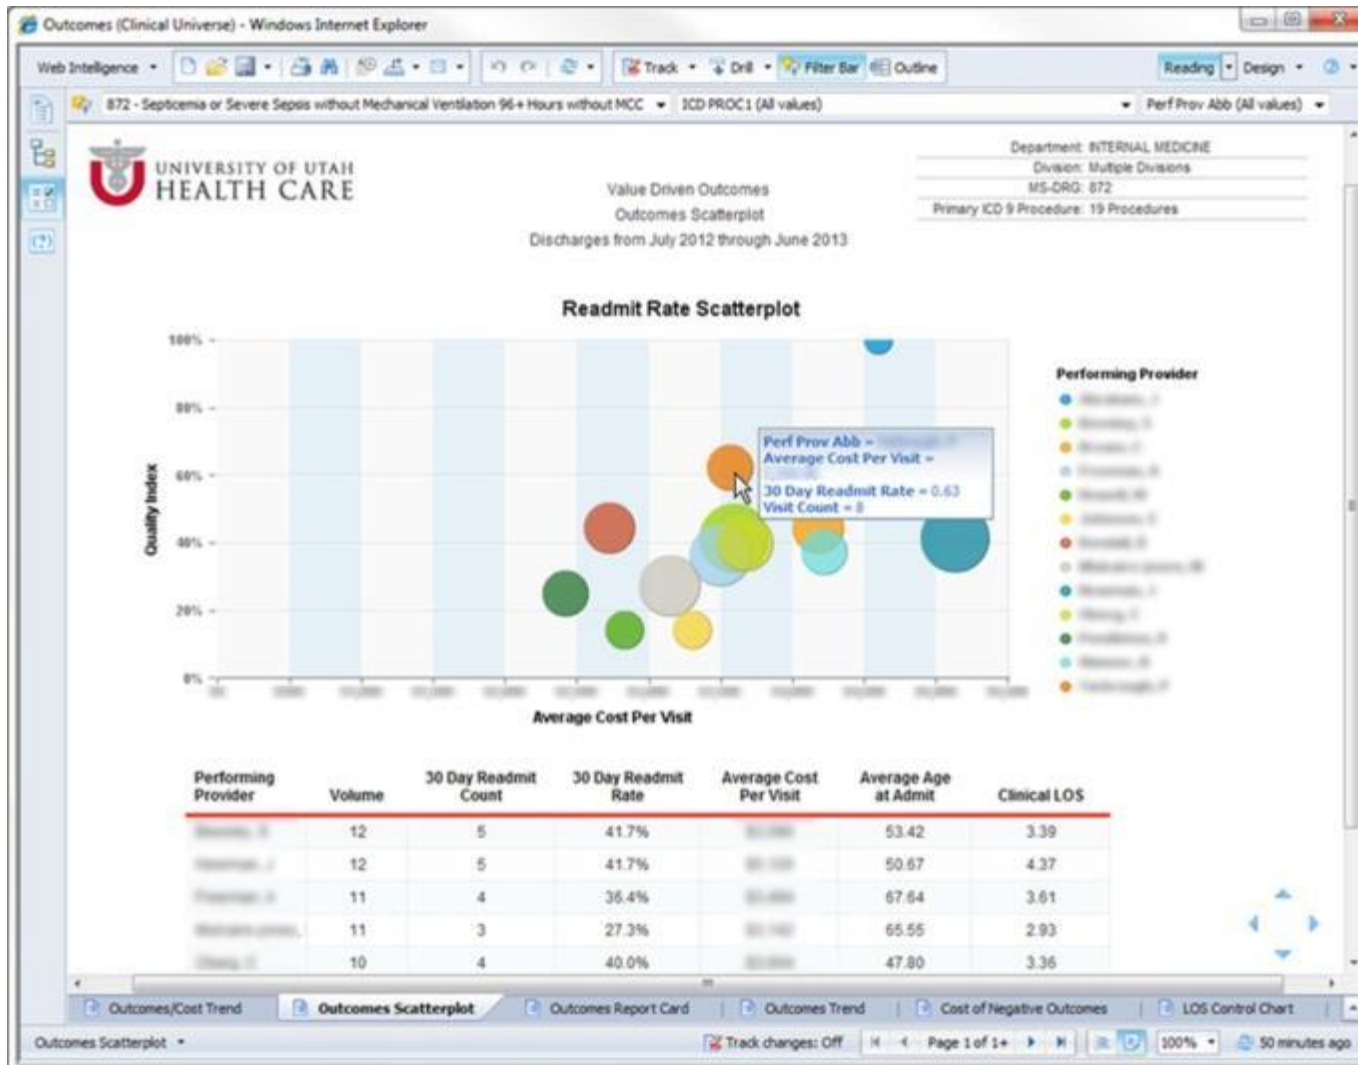 Outcomes (Clinical Universe) - Windows Internet Explorer
Web Intelligence Track Drill Filter Bar Outline Reading Design
872 - Septicemia or Severe Sepsis without Mechanical Ventilation 96+ Hours without MCC ICD PROC1 (All values) Perf Prov Abb (All values)
UNIVERSITY OF UTAH
HEALTH CARE
Department: INTERNAL MEDICINE
Division: Multiple Divisions
MS-DRG: 872
Primary ICD 9 Procedure: 19 Procedures
Value Driven Outcomes
Outcomes Scatterplot
Discharges from July 2012 through June 2013
Readmit Rate Scatterplot
100%
80%
60%
40%
20%
0%
Quality Index
Average Cost Per Visit
Perf Prov Abb =
Average Cost Per Visit =
30 Day Readmit Rate = 0.63
Visit Count = 8
Performing Provider
Performing Provider Volume 30 Day Readmit Count 30 Day Readmit Rate Average Cost Per Visit Average Age at Admit Clinical LOS
12 5 41.7% 53.42 3.39
12 5 41.7% 50.67 4.37
11 4 36.4% 67.64 3.61
11 3 27.3% 65.55 2.93
10 4 40.0% 47.80 3.36
Outcomes/Cost Trend Outcomes Scatterplot Outcomes Report Card Outcomes Trend Cost of Negative Outcomes LOS Control Chart
Outcomes Scatterplot Track changes: Off Page 1 of 1+ 100% 50 minutes ago